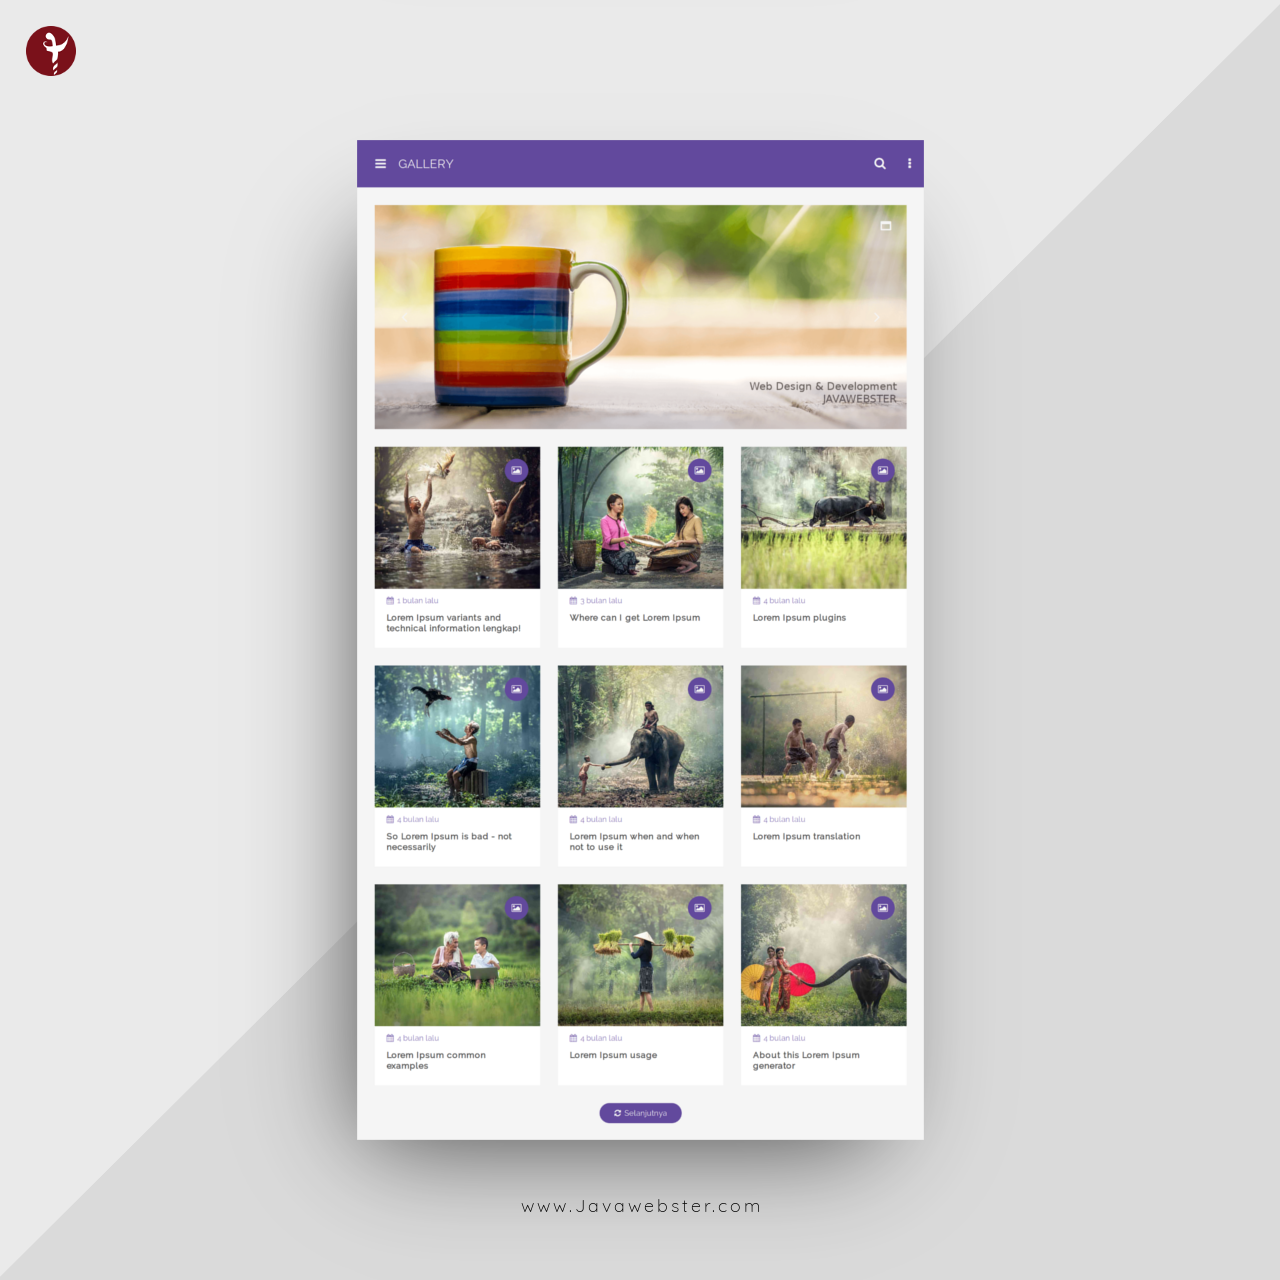 GALLERY
Web Design & Development
JAVAWEBSTER
1 bulan lalu
Lorem Ipsum variants and
technical information lengkap!
3 bulan lalu
Where can I get Lorem Ipsum
4 bulan lalu
Lorem Ipsum plugins
4 bulan lalu
So Lorem Ipsum is bad - not
necessarily
4 bulan lalu
Lorem Ipsum when and when
not to use it
4 bulan lalu
Lorem Ipsum translation
4 bulan lalu
Lorem Ipsum common
examples
4 bulan lalu
Lorem Ipsum usage
4 bulan lalu
About this Lorem Ipsum
generator
Selanjutnya
www.Javawebster.com